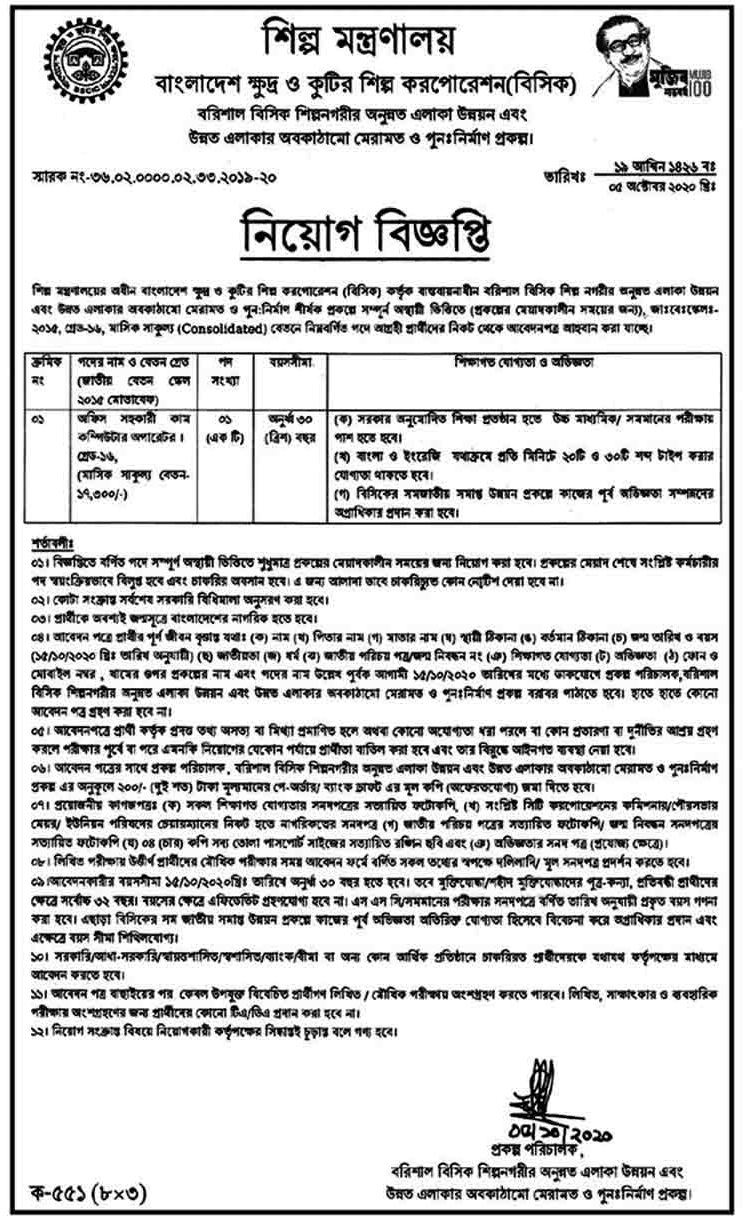 শিল্প মন্ত্রণালয়
বাংলাদেশ ক্ষুদ্র ও কুটির শিল্প করপোরেশন(বিসিক)
বরিশাল বিসিক শিল্পনগরীর অনুন্নত এলাকা উন্নয়ন এবং
উন্নত এলাকার অবকাঠামো মেরামত ও পুনঃনির্মাণ প্রকল্প।
BSCIC
মুজিব
MUJIB
100
স্মারক নং-৩৬.০২.০০০০.০২.৩৩.২০১৯-২০
তারিখঃ ১৯ আশ্বিন ১৪২৬ বঃ
০৫ অক্টোবর ২০২০ খ্রিঃ
নিয়োগ বিজ্ঞপ্তি
শিল্প মন্ত্রণালয়ের অধীন বাংলাদেশ ক্ষুদ্র ও কুটির শিল্প করপোরেশন (বিসিক) কর্তৃক বাস্তবায়নাধীন বরিশাল বিসিক শিল্প নগরীর অনুন্নত এলাকা উন্নয়ন
এবং উন্নত এলাকার অবকাঠামো মেরামত ও পুন:নির্মাণ শীর্ষক প্রকল্পে সম্পূর্ন অস্থায়ী ভিত্তিতে (প্রকল্পের মেয়াদকালীন সময়ের জন্য), জাঃবেঃস্কেলঃ-
২০১৫, গ্রেড-১৬, মাসিক সাকুল্য (Consolidated) বেতনে নিম্নবর্ণিত পদে আগ্রহী প্রার্থীদের নিকট থেকে আবেদনপত্র আহবান করা যাচ্ছে।
ক্রমিক নং
পদের নাম ও বেতন গ্রেড (জাতীয় বেতন স্কেল ২০১৫ মোতাবেক)
পদ সংখ্যা
বয়সসীমা
শিক্ষাগত যোগ্যতা ও অভিজ্ঞতা
০১
অফিস সহকারী কাম
কম্পিউটার অপারেটর।
গ্রেড-১৬,
(মাসিক সাকুল্য বেতন-
১৭,৩০০/-)
০১
(এক টি)
অনুর্ধ্ব ৩০
(ত্রিশ) বছর
(ক) সরকার অনুমোদিত শিক্ষা প্রতষ্ঠান হতে উচ্চ মাধ্যমিক/ সমমানের পরীক্ষায়
পাশ হতে হবে।
(খ) বাংলা ও ইংরেজি যথাক্রমে প্রতি মিনিটে ২০টি ও ৩০টি শব্দ টাইপ করার
যোগ্যতা থাকতে হবে।
(গ) বিসিকের সমজাতীয় সমাপ্ত উন্নয়ন প্রকল্পে কাজের পূর্ব অভিজ্ঞতা সম্পন্নদের
অগ্রাধিকার প্রদান করা হবে।
শর্তাবলীঃ
০১। বিজ্ঞপ্তিতে বর্ণিত পদে সম্পূর্ণ অস্থায়ী ভিত্তিতে শুধুমাত্র প্রকল্পের মেয়াদকালীন সময়ের জন্য নিয়োগ করা হবে। প্রকল্পের মেয়াদ শেষে সংশ্লিষ্ট কর্মচারীর
পদ স্বয়ংক্রিয়ভাবে বিলুপ্ত হবে এবং চাকরির অবসান হবে। এ জন্য আলাদা ভাবে চাকরিচ্যুত কোন নোটিশ দেয়া হবে না।
০২। কোটা সংক্রান্ত সর্বশেষ সরকারি বিধিমালা অনুসরণ করা হবে।
০৩। প্রার্থীকে অবশ্যই জন্মসূত্রে বাংলাদেশের নাগরিক হতে হবে।
০৪। আবেদন পত্রে প্রার্থীর পূর্ণ জীবন বৃত্তান্ত যথাঃ (ক) নাম (খ) পিতার নাম (গ) মাতার নাম (ঘ) স্থায়ী ঠিকানা (ঙ) বর্তমান ঠিকানা (চ) জন্ম তারিখ ও বয়স
(১৫/১০/২০২০ খ্রিঃ তারিখ অনুযায়ী) (ছ) জাতীয়তা (জ) ধর্ম (ঝ) জাতীয় পরিচয় পত্র/জন্ম নিবন্ধন নং (ঞ) শিক্ষাগত যোগ্যতা (ট) অভিজ্ঞতা (ঠ) ফোন ও
মোবাইল নম্বর , খামের ওপর প্রকল্পের নাম এবং পদের নাম উল্লেখ পূর্বক আগামী ১৫/১০/২০২০ তারিখের মধ্যে ডাকযোগে প্রকল্প পরিচালক,বরিশাল
বিসিক শিল্পনগরীর অনুন্নত এলাকা উন্নয়ন এবং উন্নত এলাকার অবকাঠামো মেরামত ও পুনঃনির্মাণ প্রকল্প বরাবর পাঠাতে হবে। হাতে হাতে কোনো
আবেদন পত্র গ্রহণ করা হবে না।
০৫। আবেদনপত্রে প্রার্থী কর্তৃক প্রদত্ত তথ্য অসত্য বা মিথ্যা প্রমাণিত হলে অথবা কোনো অযোগ্যতা ধরা পরলে বা কোন প্রতারণা বা দুর্নীতির আশ্রয় গ্রহণ
করলে পরীক্ষার পূর্বে বা পরে এমনকি নিয়োগের যেকোন পর্যায়ে প্রার্থীতা বাতিল করা হবে এবং তার বিরুদ্ধে আইনগত ব্যবস্থা নেয়া হবে।
০৬। আবেদন পত্রের সাথে প্রকল্প পরিচালক , বরিশাল বিসিক শিল্পনগরীর অনুন্নত এলাকা উন্নয়ন এবং উন্নত এলাকার অবকাঠামো মেরামত ও পুনঃনির্মাণ
প্রকল্প এর অনুকুলে ২০০/- (দুই শত) টাকা মূল্যমানের পে-অর্ডার/ ব্যাংক ড্রাফট এর মূল কপি (অফেরতযোগ্য) জমা দিতে হবে।
০৭। প্রয়োজনীয় কাগজপত্রঃ (ক) সকল শিক্ষাগত যোগ্যতার সনদপত্রের সত্যায়িত ফটোকপি, (খ) সংশ্লিষ্ট সিটি করপোরেশনের কমিশনার/পৌরসভার
মেয়র/ ইউনিয়ন পরিষদের চেয়ারম্যানের নিকট হতে নাগরিকত্বের সনদপত্র (গ) জাতীয় পরিচয় পত্রের সত্যায়িত ফটোকপি/ জন্ম নিবন্ধন সনদপত্রের
সত্যায়িত ফটোকপি (ঘ) ০৪ (চার) কপি সদ্য তোলা পাসপোর্ট সাইজের সত্যায়িত রঙ্গিন ছবি এবং (ঞ) অভিজ্ঞতার সনদ পত্র (প্রযোজ্য ক্ষেত্রে)।
০৮। লিখিত পরীক্ষায় উত্তীর্ণ প্রার্থীদের মৌখিক পরীক্ষার সময় আবেদন ফর্মে বর্ণিত সকল তথ্যের স্বপক্ষে দলিলাদি/ মূল সনদপত্র প্রদর্শন করতে হবে।
০৯।আবেদনকারীর বয়সসীমা ১৫/১০/২০২০খ্রিঃ তারিখে অনুর্ধ্ব ৩০ বছর হতে হবে। তবে মুক্তিযোদ্ধা/শহীদ মুক্তিযোদ্ধাদের পুত্র-কন্যা, প্রতিবন্ধী প্রার্থীদের
ক্ষেত্রে সর্বোচ্চ ৩২ বছর। বয়সের ক্ষেত্রে এফিডেভিট গ্রহণযোগ্য হবে না। এস এস সি/সমমানের পরীক্ষার সনদপত্রে বর্ণিত তারিখ অনুযায়ী প্রকৃত বয়স গণনা
করা হবে। এছাড়া বিসিকের সম জাতীয় সমাপ্ত উন্নয়ন প্রকল্পে কাজের পূর্ব অভিজ্ঞতা অতিরিক্ত যোগ্যতা হিসেবে বিবেচনা করে অগ্রাধিকার প্রদান এবং
এক্ষেত্রে বয়স সীমা শিথিলযোগ্য।
১০। সরকারি/আধা-সরকারি/স্বায়ত্তশাসিত/স্বশাসিত/ব্যাংক/বীমা বা অন্য কোন আর্থিক প্রতিষ্ঠানে চাকরিরত প্রার্থীদেরকে যথাযথ কর্তৃপক্ষের মাধ্যমে
আবেদন করতে হবে।
১১। আবেদন পত্র বাছাইয়ের পর কেবল উপযুক্ত বিবেচিত প্রার্থীগণ লিখিত / মৌখিক পরীক্ষায় অংশগ্রহণ করতে পারবে। লিখিত, সাক্ষাৎকার ও ব্যবহারিক
পরীক্ষায় অংশগ্রহণের জন্য প্রার্থীদের কোনো টিএ/ডিএ প্রদান করা হবে না।
১২। নিয়োগ সংক্রান্ত বিষয়ে নিয়োগকারী কর্তৃপক্ষের সিদ্ধান্তই চূড়ান্ত বলে গণ্য হবে।
১০/২০২০
প্রকল্প পরিচালক,
বরিশাল বিসিক শিল্পনগরীর অনুন্নত এলাকা উন্নয়ন এবং
উন্নত এলাকার অবকাঠামো মেরামত ও পুনঃনির্মাণ প্রকল্প।
ক-৫৫১ (৮×৩)